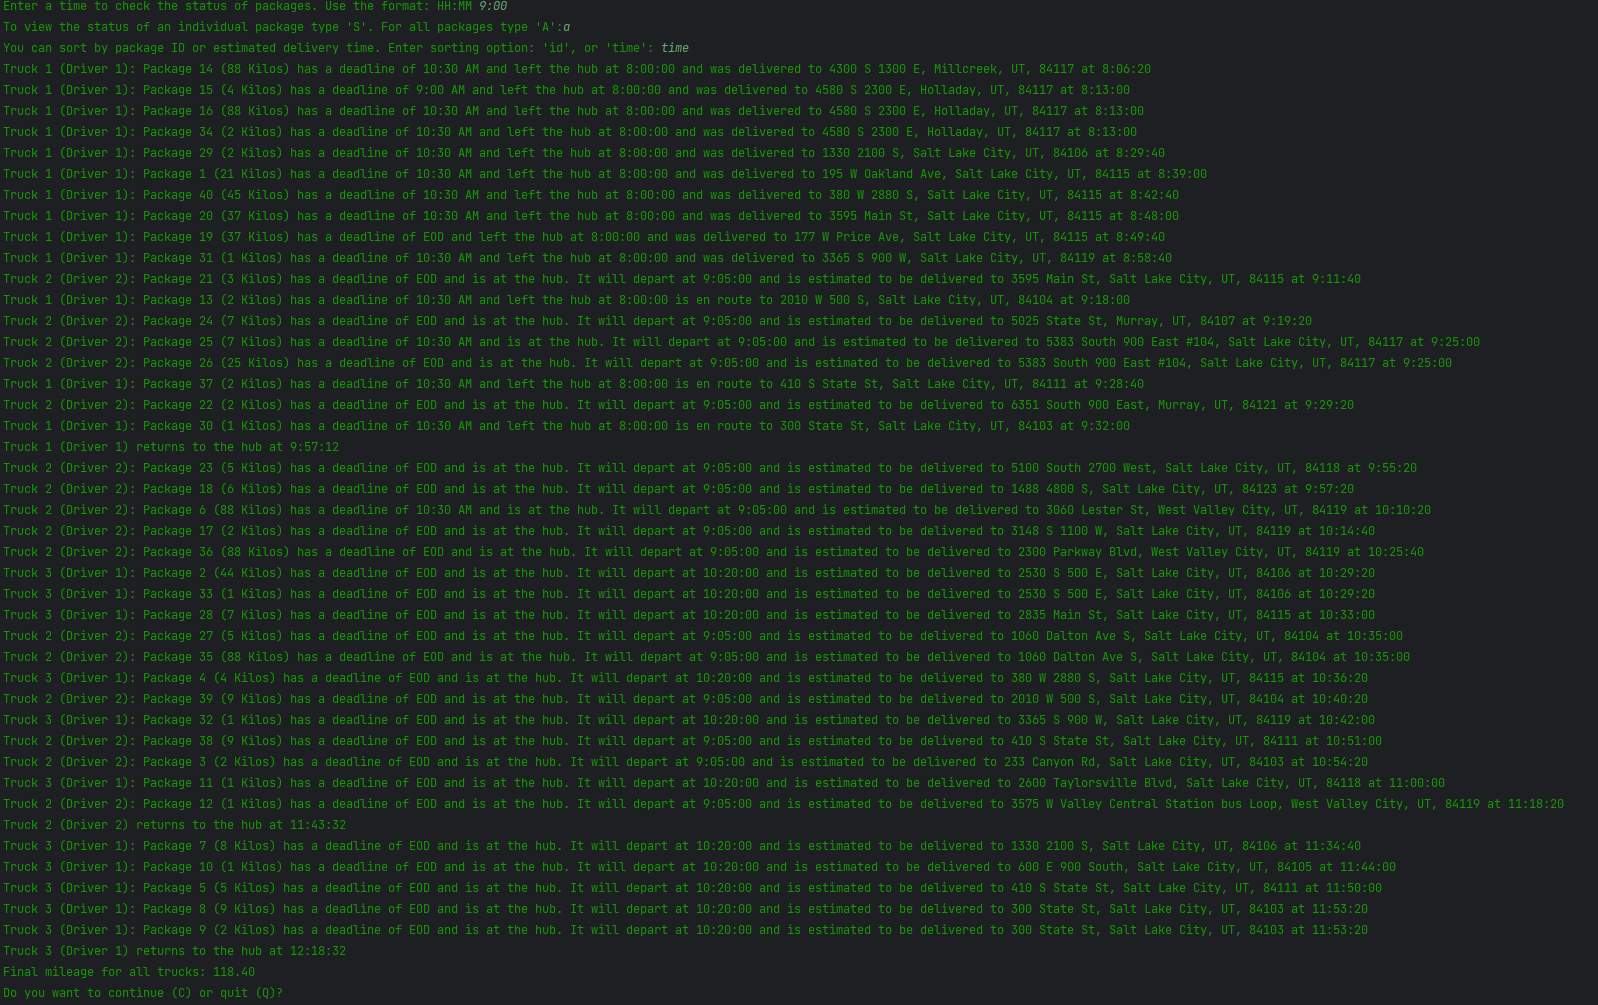 Enter a time to check the status of packages. Use the format: HH:MM 9:00
To view the status of an individual package type 'S'. For all packages type 'A':a
You can sort by package ID or estimated delivery time. Enter sorting option: 'id', or 'time': time
Truck 1 (Driver 1): Package 14 (88 Kilos) has a deadline of 10:30 AM and left the hub at 8:00:00 and was delivered to 4300 S 1300 E, Millcreek, UT, 84117 at 8:06:20
Truck 1 (Driver 1): Package 15 (4 Kilos) has a deadline of 9:00 AM and left the hub at 8:00:00 and was delivered to 4580 S 2300 E, Holladay, UT, 84117 at 8:13:00
Truck 1 (Driver 1): Package 16 (88 Kilos) has a deadline of 10:30 AM and left the hub at 8:00:00 and was delivered to 4580 S 2300 E, Holladay, UT, 84117 at 8:13:00
Truck 1 (Driver 1): Package 34 (2 Kilos) has a deadline of 10:30 AM and left the hub at 8:00:00 and was delivered to 4580 S 2300 E, Holladay, UT, 84117 at 8:13:00
Truck 1 (Driver 1): Package 29 (2 Kilos) has a deadline of 10:30 AM and left the hub at 8:00:00 and was delivered to 1330 2100 S, Salt Lake City, UT, 84106 at 8:29:40
Truck 1 (Driver 1): Package 1 (21 Kilos) has a deadline of 10:30 AM and left the hub at 8:00:00 and was delivered to 195 W Oakland Ave, Salt Lake City, UT, 84115 at 8:39:00
Truck 1 (Driver 1): Package 40 (45 Kilos) has a deadline of 10:30 AM and left the hub at 8:00:00 and was delivered to 380 W 2880 S, Salt Lake City, UT, 84115 at 8:42:40
Truck 1 (Driver 1): Package 20 (37 Kilos) has a deadline of 10:30 AM and left the hub at 8:00:00 and was delivered to 3595 Main St, Salt Lake City, UT, 84115 at 8:48:00
Truck 1 (Driver 1): Package 19 (37 Kilos) has a deadline of EOD and left the hub at 8:00:00 and was delivered to 177 W Price Ave, Salt Lake City, UT, 84115 at 8:49:40
Truck 1 (Driver 1): Package 31 (1 Kilos) has a deadline of 10:30 AM and left the hub at 8:00:00 and was delivered to 3365 S 900 W, Salt Lake City, UT, 84119 at 8:58:40
Truck 2 (Driver 2): Package 21 (3 Kilos) has a deadline of EOD and is at the hub. It will depart at 9:05:00 and is estimated to be delivered to 3595 Main St, Salt Lake City, UT, 84115 at 9:11:40
Truck 1 (Driver 1): Package 13 (2 Kilos) has a deadline of 10:30 AM and left the hub at 8:00:00 is en route to 2010 W 500 S, Salt Lake City, UT, 84104 at 9:18:00
Truck 2 (Driver 2): Package 24 (7 Kilos) has a deadline of EOD and is at the hub. It will depart at 9:05:00 and is estimated to be delivered to 5025 State St, Murray, UT, 84107 at 9:19:20
Truck 2 (Driver 2): Package 25 (7 Kilos) has a deadline of 10:30 AM and is at the hub. It will depart at 9:05:00 and is estimated to be delivered to 5383 South 900 East #104, Salt Lake City, UT, 84117 at 9:25:00
Truck 2 (Driver 2): Package 26 (25 Kilos) has a deadline of EOD and is at the hub. It will depart at 9:05:00 and is estimated to be delivered to 5383 South 900 East #104, Salt Lake City, UT, 84117 at 9:25:00
Truck 1 (Driver 1): Package 37 (2 Kilos) has a deadline of 10:30 AM and left the hub at 8:00:00 is en route to 410 S State St, Salt Lake City, UT, 84111 at 9:28:40
Truck 2 (Driver 2): Package 22 (2 Kilos) has a deadline of EOD and is at the hub. It will depart at 9:05:00 and is estimated to be delivered to 6351 South 900 East, Murray, UT, 84121 at 9:29:20
Truck 1 (Driver 1): Package 30 (1 Kilos) has a deadline of 10:30 AM and left the hub at 8:00:00 is en route to 300 State St, Salt Lake City, UT, 84103 at 9:32:00
Truck 1 (Driver 1) returns to the hub at 9:57:12
Truck 2 (Driver 2): Package 23 (5 Kilos) has a deadline of EOD and is at the hub. It will depart at 9:05:00 and is estimated to be delivered to 5100 South 2700 West, Salt Lake City, UT, 84118 at 9:55:20
Truck 2 (Driver 2): Package 18 (6 Kilos) has a deadline of EOD and is at the hub. It will depart at 9:05:00 and is estimated to be delivered to 1488 4800 S, Salt Lake City, UT, 84123 at 9:57:20
Truck 2 (Driver 2): Package 6 (88 Kilos) has a deadline of 10:30 AM and is at the hub. It will depart at 9:05:00 and is estimated to be delivered to 3060 Lester St, West Valley City, UT, 84119 at 10:10:20
Truck 2 (Driver 2): Package 17 (2 Kilos) has a deadline of EOD and is at the hub. It will depart at 9:05:00 and is estimated to be delivered to 3148 S 1100 W, Salt Lake City, UT, 84119 at 10:14:40
Truck 2 (Driver 2): Package 36 (88 Kilos) has a deadline of EOD and is at the hub. It will depart at 9:05:00 and is estimated to be delivered to 2300 Parkway Blvd, West Valley City, UT, 84119 at 10:25:40
Truck 3 (Driver 1): Package 2 (44 Kilos) has a deadline of EOD and is at the hub. It will depart at 10:20:00 and is estimated to be delivered to 2530 S 500 E, Salt Lake City, UT, 84106 at 10:29:20
Truck 3 (Driver 1): Package 33 (1 Kilos) has a deadline of EOD and is at the hub. It will depart at 10:20:00 and is estimated to be delivered to 2530 S 500 E, Salt Lake City, UT, 84106 at 10:29:20
Truck 3 (Driver 1): Package 28 (7 Kilos) has a deadline of EOD and is at the hub. It will depart at 10:20:00 and is estimated to be delivered to 2835 Main St, Salt Lake City, UT, 84115 at 10:33:00
Truck 2 (Driver 2): Package 27 (5 Kilos) has a deadline of EOD and is at the hub. It will depart at 9:05:00 and is estimated to be delivered to 1060 Dalton Ave S, Salt Lake City, UT, 84104 at 10:35:00
Truck 2 (Driver 2): Package 35 (88 Kilos) has a deadline of EOD and is at the hub. It will depart at 9:05:00 and is estimated to be delivered to 1060 Dalton Ave S, Salt Lake City, UT, 84104 at 10:35:00
Truck 3 (Driver 1): Package 4 (4 Kilos) has a deadline of EOD and is at the hub. It will depart at 10:20:00 and is estimated to be delivered to 380 W 2880 S, Salt Lake City, UT, 84115 at 10:36:20
Truck 2 (Driver 2): Package 39 (9 Kilos) has a deadline of EOD and is at the hub. It will depart at 9:05:00 and is estimated to be delivered to 2010 W 500 S, Salt Lake City, UT, 84104 at 10:40:20
Truck 3 (Driver 1): Package 32 (1 Kilos) has a deadline of EOD and is at the hub. It will depart at 10:20:00 and is estimated to be delivered to 3365 S 900 W, Salt Lake City, UT, 84119 at 10:42:00
Truck 2 (Driver 2): Package 38 (9 Kilos) has a deadline of EOD and is at the hub. It will depart at 9:05:00 and is estimated to be delivered to 410 S State St, Salt Lake City, UT, 84111 at 10:51:00
Truck 2 (Driver 2): Package 3 (2 Kilos) has a deadline of EOD and is at the hub. It will depart at 9:05:00 and is estimated to be delivered to 233 Canyon Rd, Salt Lake City, UT, 84103 at 10:54:20
Truck 3 (Driver 1): Package 11 (1 Kilos) has a deadline of EOD and is at the hub. It will depart at 10:20:00 and is estimated to be delivered to 2600 Taylorsville Blvd, Salt Lake City, UT, 84118 at 11:00:00
Truck 2 (Driver 2): Package 12 (1 Kilos) has a deadline of EOD and is at the hub. It will depart at 9:05:00 and is estimated to be delivered to 3575 W Valley Central Station bus Loop, West Valley City, UT, 84119 at 11:18:20
Truck 2 (Driver 2) returns to the hub at 11:43:32
Truck 3 (Driver 1): Package 7 (8 Kilos) has a deadline of EOD and is at the hub. It will depart at 10:20:00 and is estimated to be delivered to 1330 2100 S, Salt Lake City, UT, 84106 at 11:34:40
Truck 3 (Driver 1): Package 10 (1 Kilos) has a deadline of EOD and is at the hub. It will depart at 10:20:00 and is estimated to be delivered to 600 E 900 South, Salt Lake City, UT, 84105 at 11:44:00
Truck 3 (Driver 1): Package 5 (5 Kilos) has a deadline of EOD and is at the hub. It will depart at 10:20:00 and is estimated to be delivered to 410 S State St, Salt Lake City, UT, 84111 at 11:50:00
Truck 3 (Driver 1): Package 8 (9 Kilos) has a deadline of EOD and is at the hub. It will depart at 10:20:00 and is estimated to be delivered to 300 State St, Salt Lake City, UT, 84103 at 11:53:20
Truck 3 (Driver 1): Package 9 (2 Kilos) has a deadline of EOD and is at the hub. It will depart at 10:20:00 and is estimated to be delivered to 300 State St, Salt Lake City, UT, 84103 at 11:53:20
Truck 3 (Driver 1) returns to the hub at 12:18:32
Final mileage for all trucks: 118.40
Do you want to continue (C) or quit (Q)?